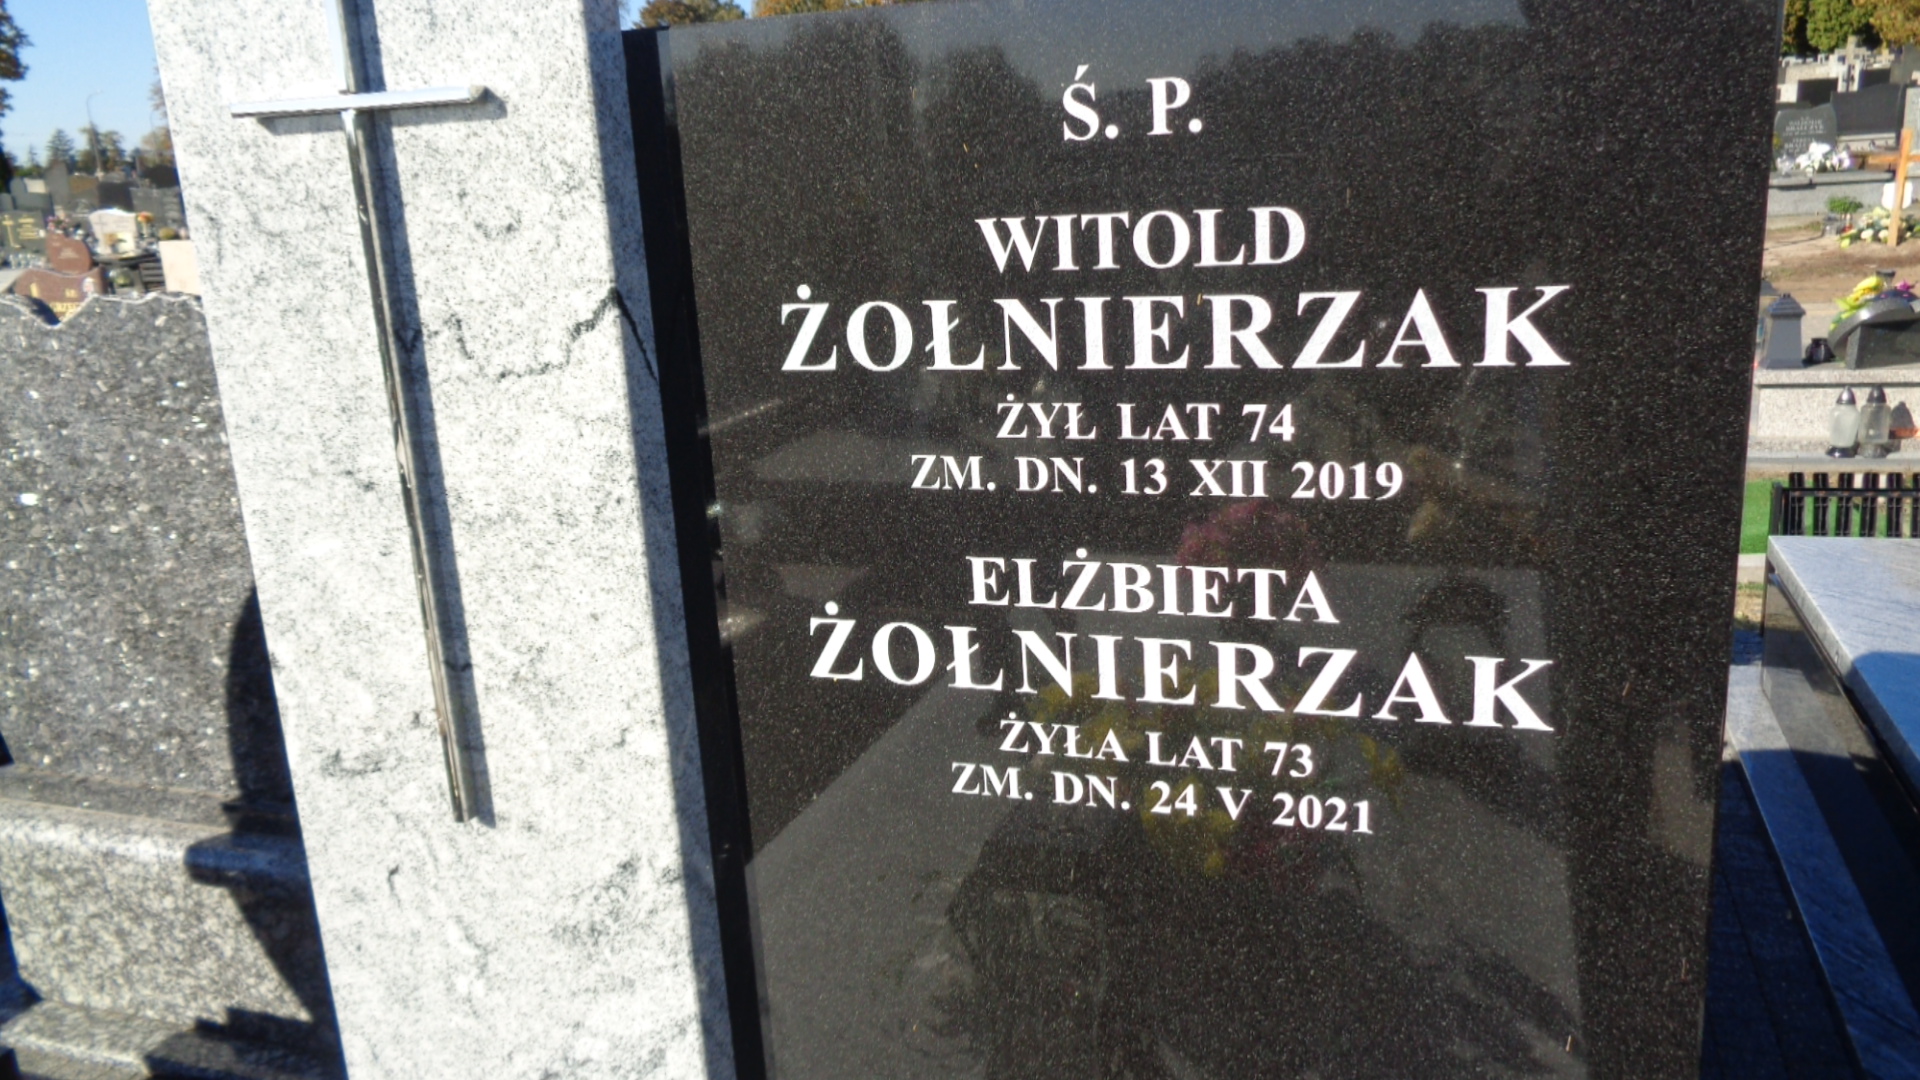 Ś. P.
WITOLD
ŻOŁNIERZAK
ŻYŁ LAT 74
ZM. DN. 13 XII 2019
ELŻBIETA
ŻOŁNIERZAK
ŻYŁA LAT 73
ZM. DN. 24 V 2021